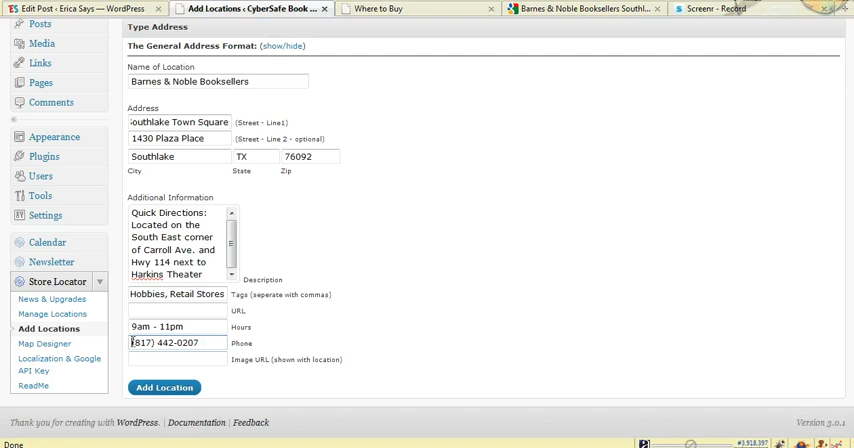 Edit Post ‹ Erica Says — WordPress
Add Locations ‹ CyberSafe Book ...
Where to Buy
Barnes & Noble Booksellers Southl...
Screenr - Record
Posts
Media
Links
Pages
Comments
Appearance
Plugins
Users
Tools
Settings
Calendar
Newsletter
Store Locator
News & Upgrades
Manage Locations
Add Locations
Map Designer
Localization & Google
API Key
ReadMe
Type Address
The General Address Format: (show/hide)
Name of Location
Barnes & Noble Booksellers
Address
Southlake Town Square (Street - Line1)
1430 Plaza Place (Street - Line 2 - optional)
Southlake TX 76092
City State Zip
Additional Information
Quick Directions:
Located on the
South East corner
of Carroll Ave. and
Hwy 114 next to
Harkins Theater
Description
Hobbies, Retail Stores Tags (seperate with commas)
URL
9am - 11pm Hours
(817) 442-0207 Phone
Image URL (shown with location)
Add Location
Thank you for creating with WordPress. | Documentation | Feedback
Version 3.0.1
Done
#3,918,397